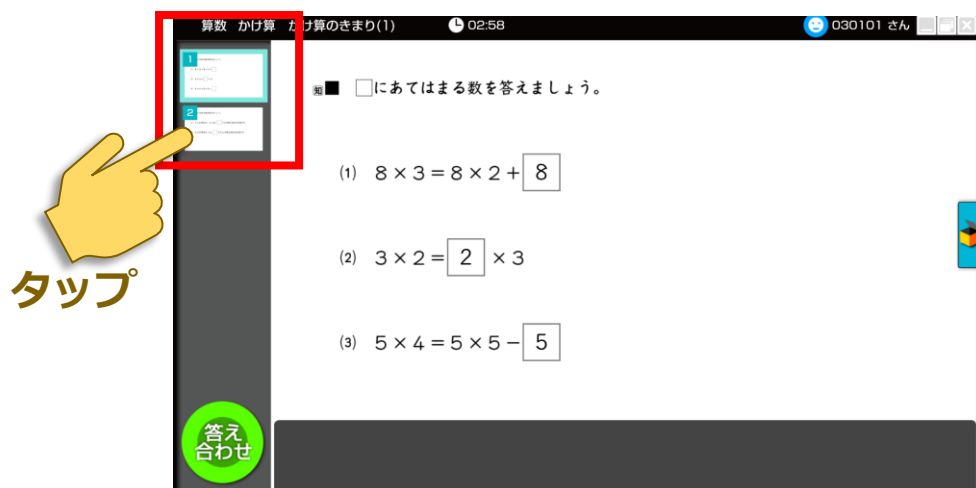 算数 かけ算 かけ算のきまり(1) 02:58 030101 さん
1
2
知 ■ □にあてはまる数を答えましょう。
(1) 8×3=8×2+8
(2) 3×2=2×3
(3) 5×4=5×5−5
タップ
答え
合わせ